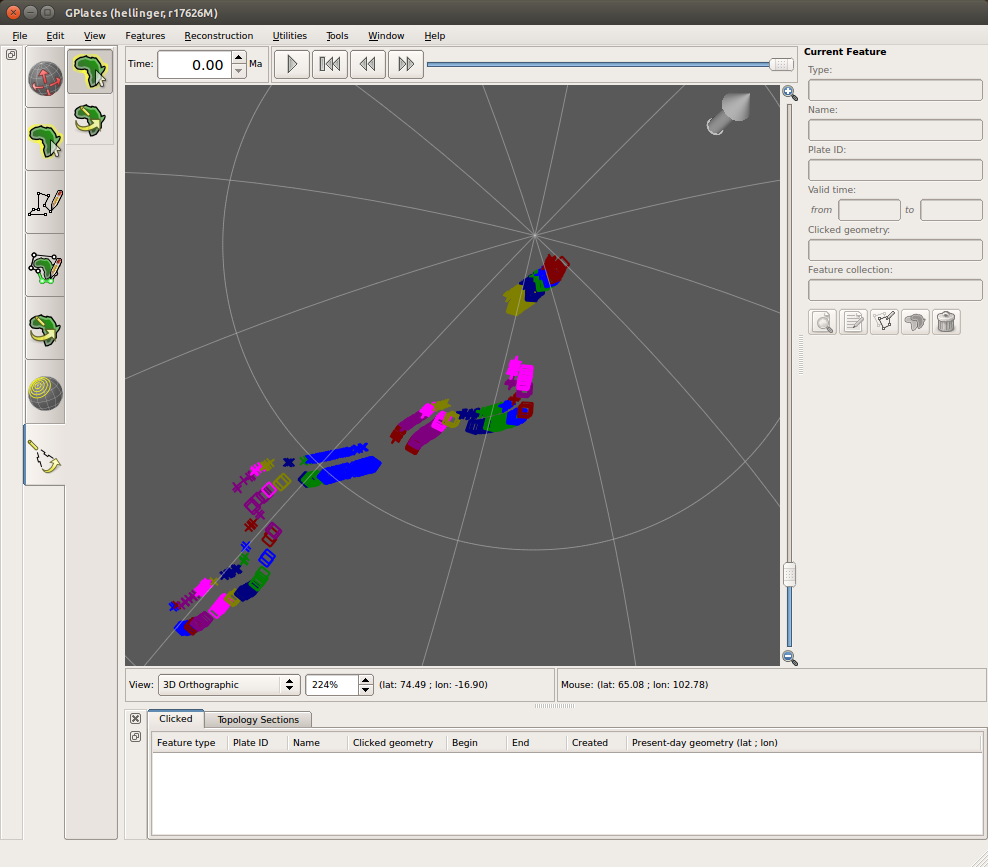 GPlates (hellinger, r17626M)
File Edit View Features Reconstruction Utilities Tools Window Help
Time: 0.00 Ma
Current Feature
Type:
Name:
Plate ID:
Valid time:
from to
Clicked geometry:
Feature collection:
View: 3D Orthographic 224% (lat: 74.49 ; lon: -16.90) Mouse: (lat: 65.08 ; lon: 102.78)
Clicked Topology Sections
Feature type Plate ID Name Clicked geometry Begin End Created Present-day geometry (lat ; lon)